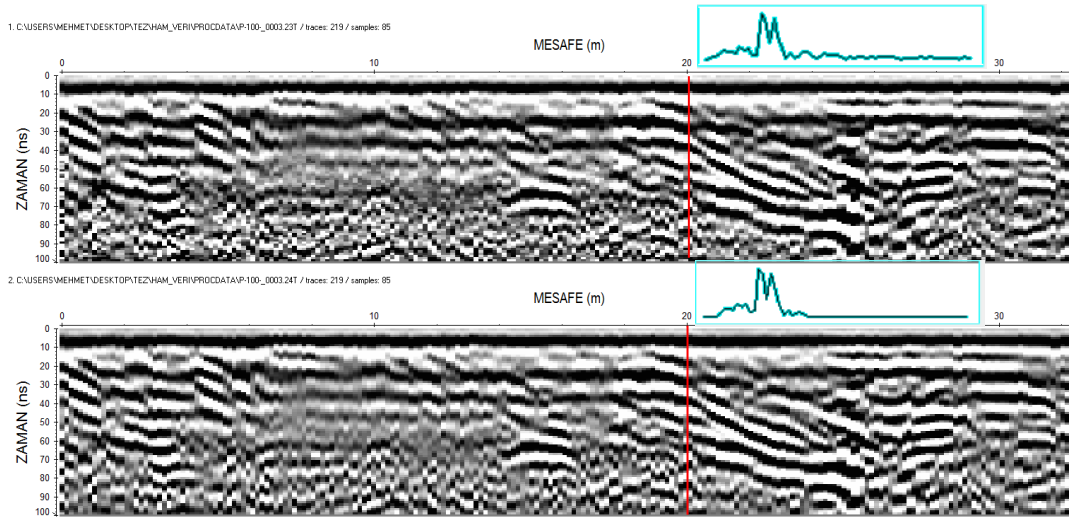 1. C:\USERS\MEHMET\DESKTOP\TEZ\HAM_VERI\PROCDATA\P-100-_0003.23T / traces: 219 / samples: 85
MESAFE (m)
0 10 20 30
ZAMAN (ns)
0
10
20
30
40
50
60
70
80
90
100
2. C:\USERS\MEHMET\DESKTOP\TEZ\HAM_VERI\PROCDATA\P-100-_0003.24T / traces: 219 / samples: 85
MESAFE (m)
0 10 20 30
ZAMAN (ns)
0
10
20
30
40
50
60
70
80
90
100